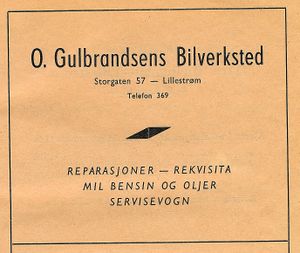 O. Gulbrandsens Bilverksted
Storgaten 57 — Lillestrøm
Telefon 369
REPARASJONER — REKVISITA
MIL BENSIN OG OLJER
SERVISEVOGN